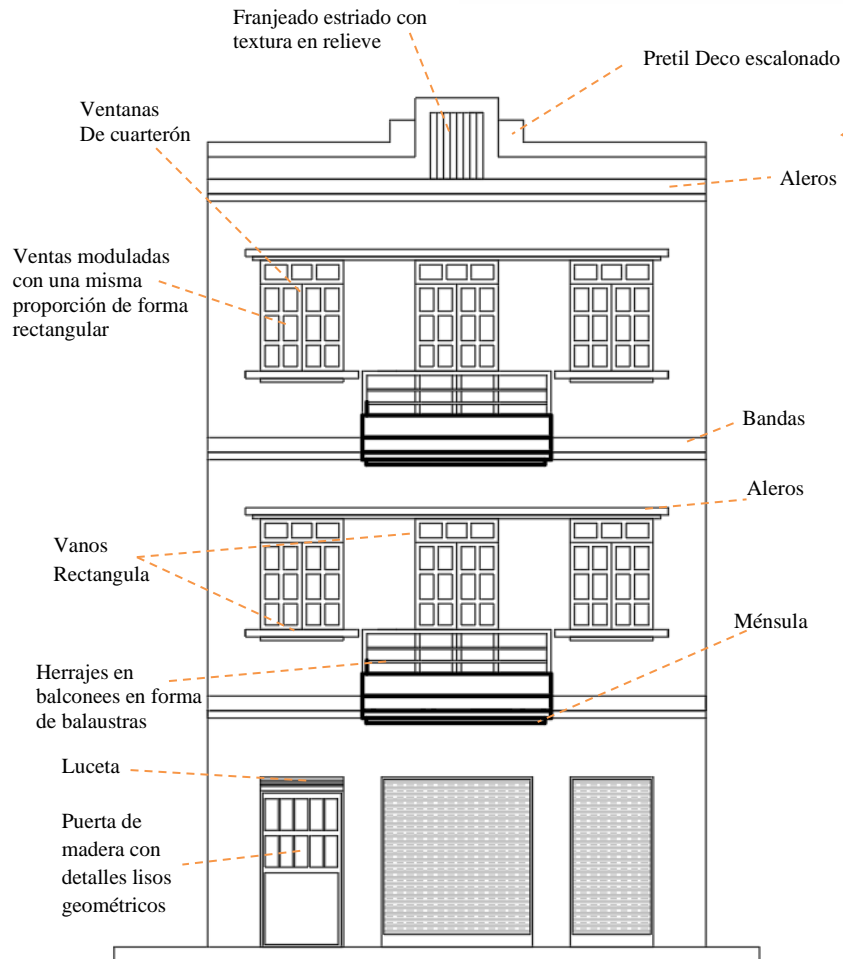 Franjeado estriado con
textura en relieve
Pretil Deco escalonado
Ventanas
De cuarterón
Aleros
Ventas moduladas
con una misma
proporción de forma
rectangular
Bandas
Aleros
Vanos
Rectangula
Ménsula
Herrajes en
balconees en forma
de balaustras
Luceta
Puerta de
madera con
detalles lisos
geométricos